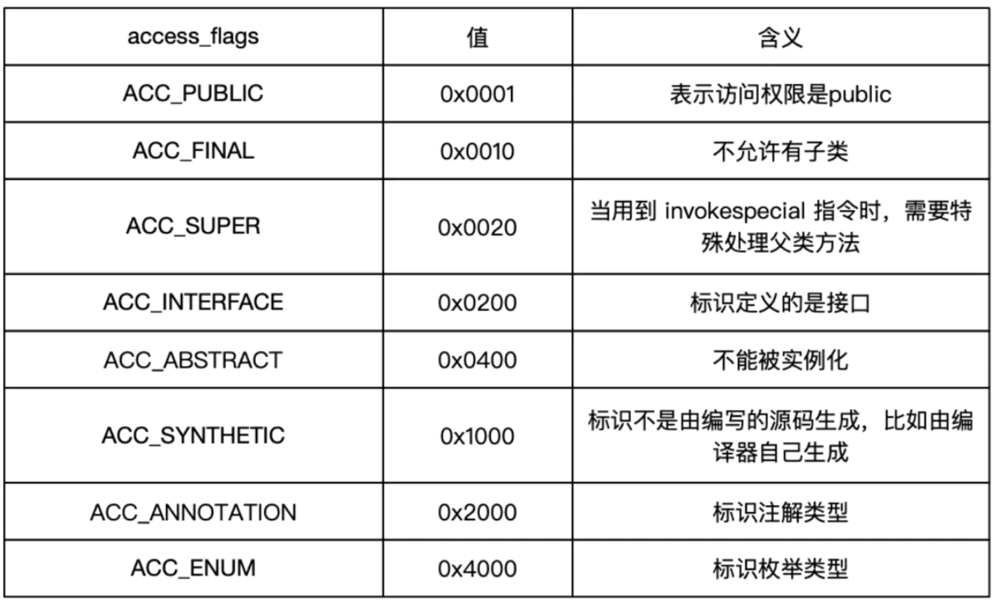 access_flags 值 含义
ACC_PUBLIC 0x0001 表示访问权限是public
ACC_FINAL 0x0010 不允许有子类
ACC_SUPER 0x0020 当用到 invokespecial 指令时，需要特
殊处理父类方法
ACC_INTERFACE 0x0200 标识定义的是接口
ACC_ABSTRACT 0x0400 不能被实例化
ACC_SYNTHETIC 0x1000 标识不是由编写的源码生成，比如由编
译器自己生成
ACC_ANNOTATION 0x2000 标识注解类型
ACC_ENUM 0x4000 标识枚举类型